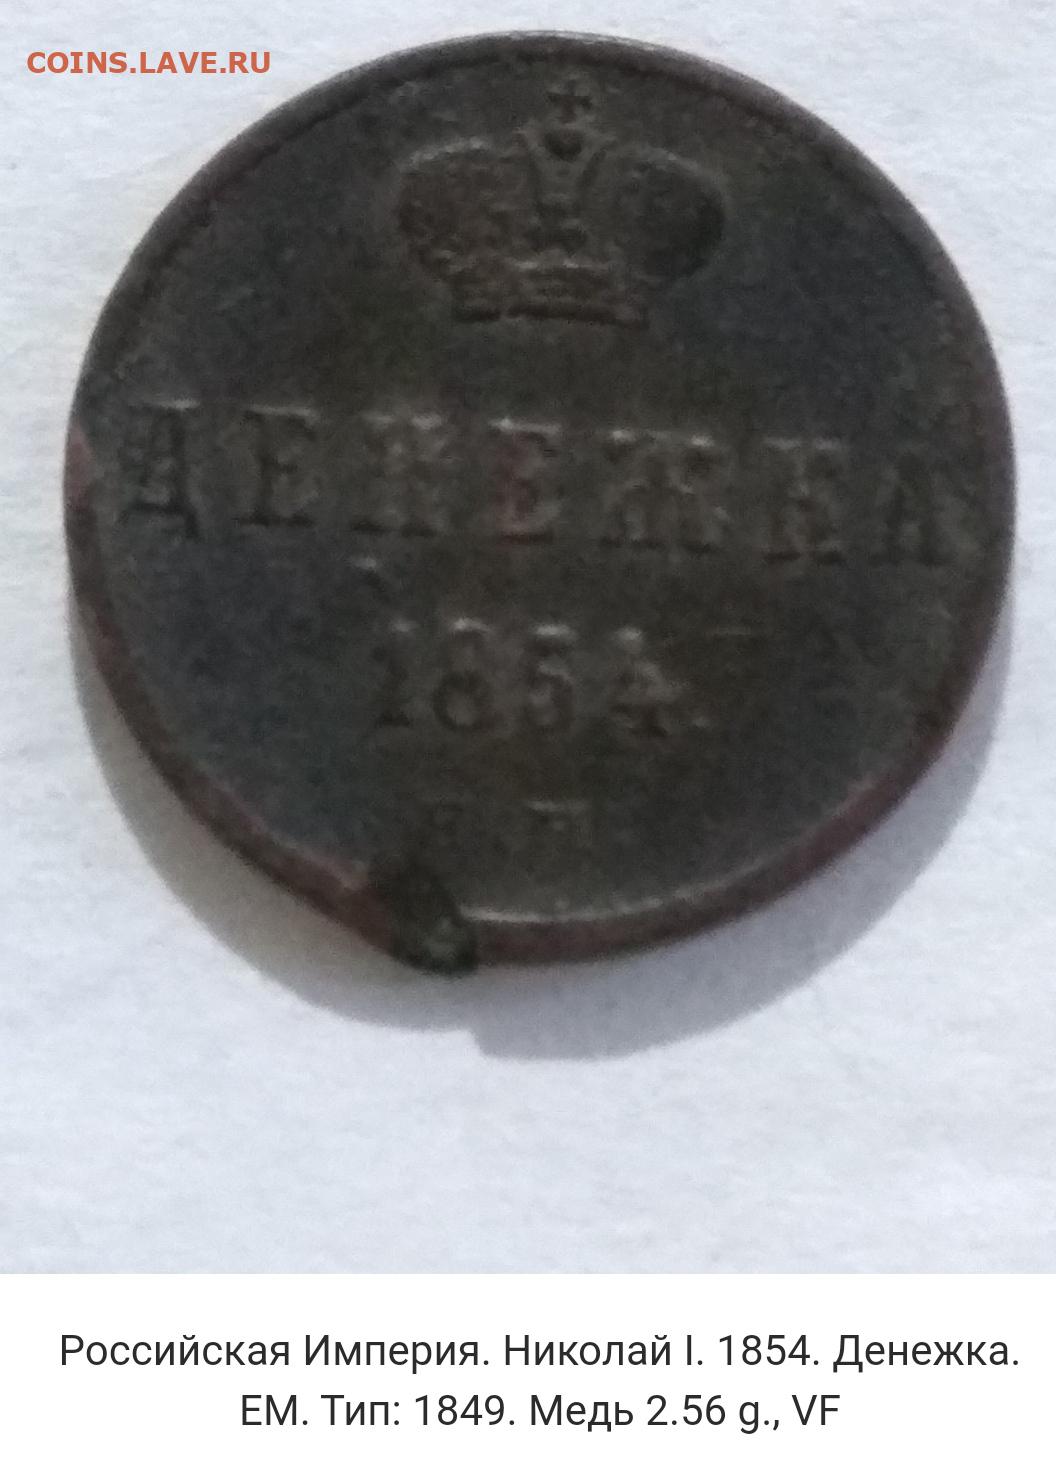 COINS.LAVE.RU
ДЕНЕЖКА
1854.
Российская Империя. Николай I. 1854. Денежка.
ЕМ. Тип: 1849. Медь 2.56 g., VF